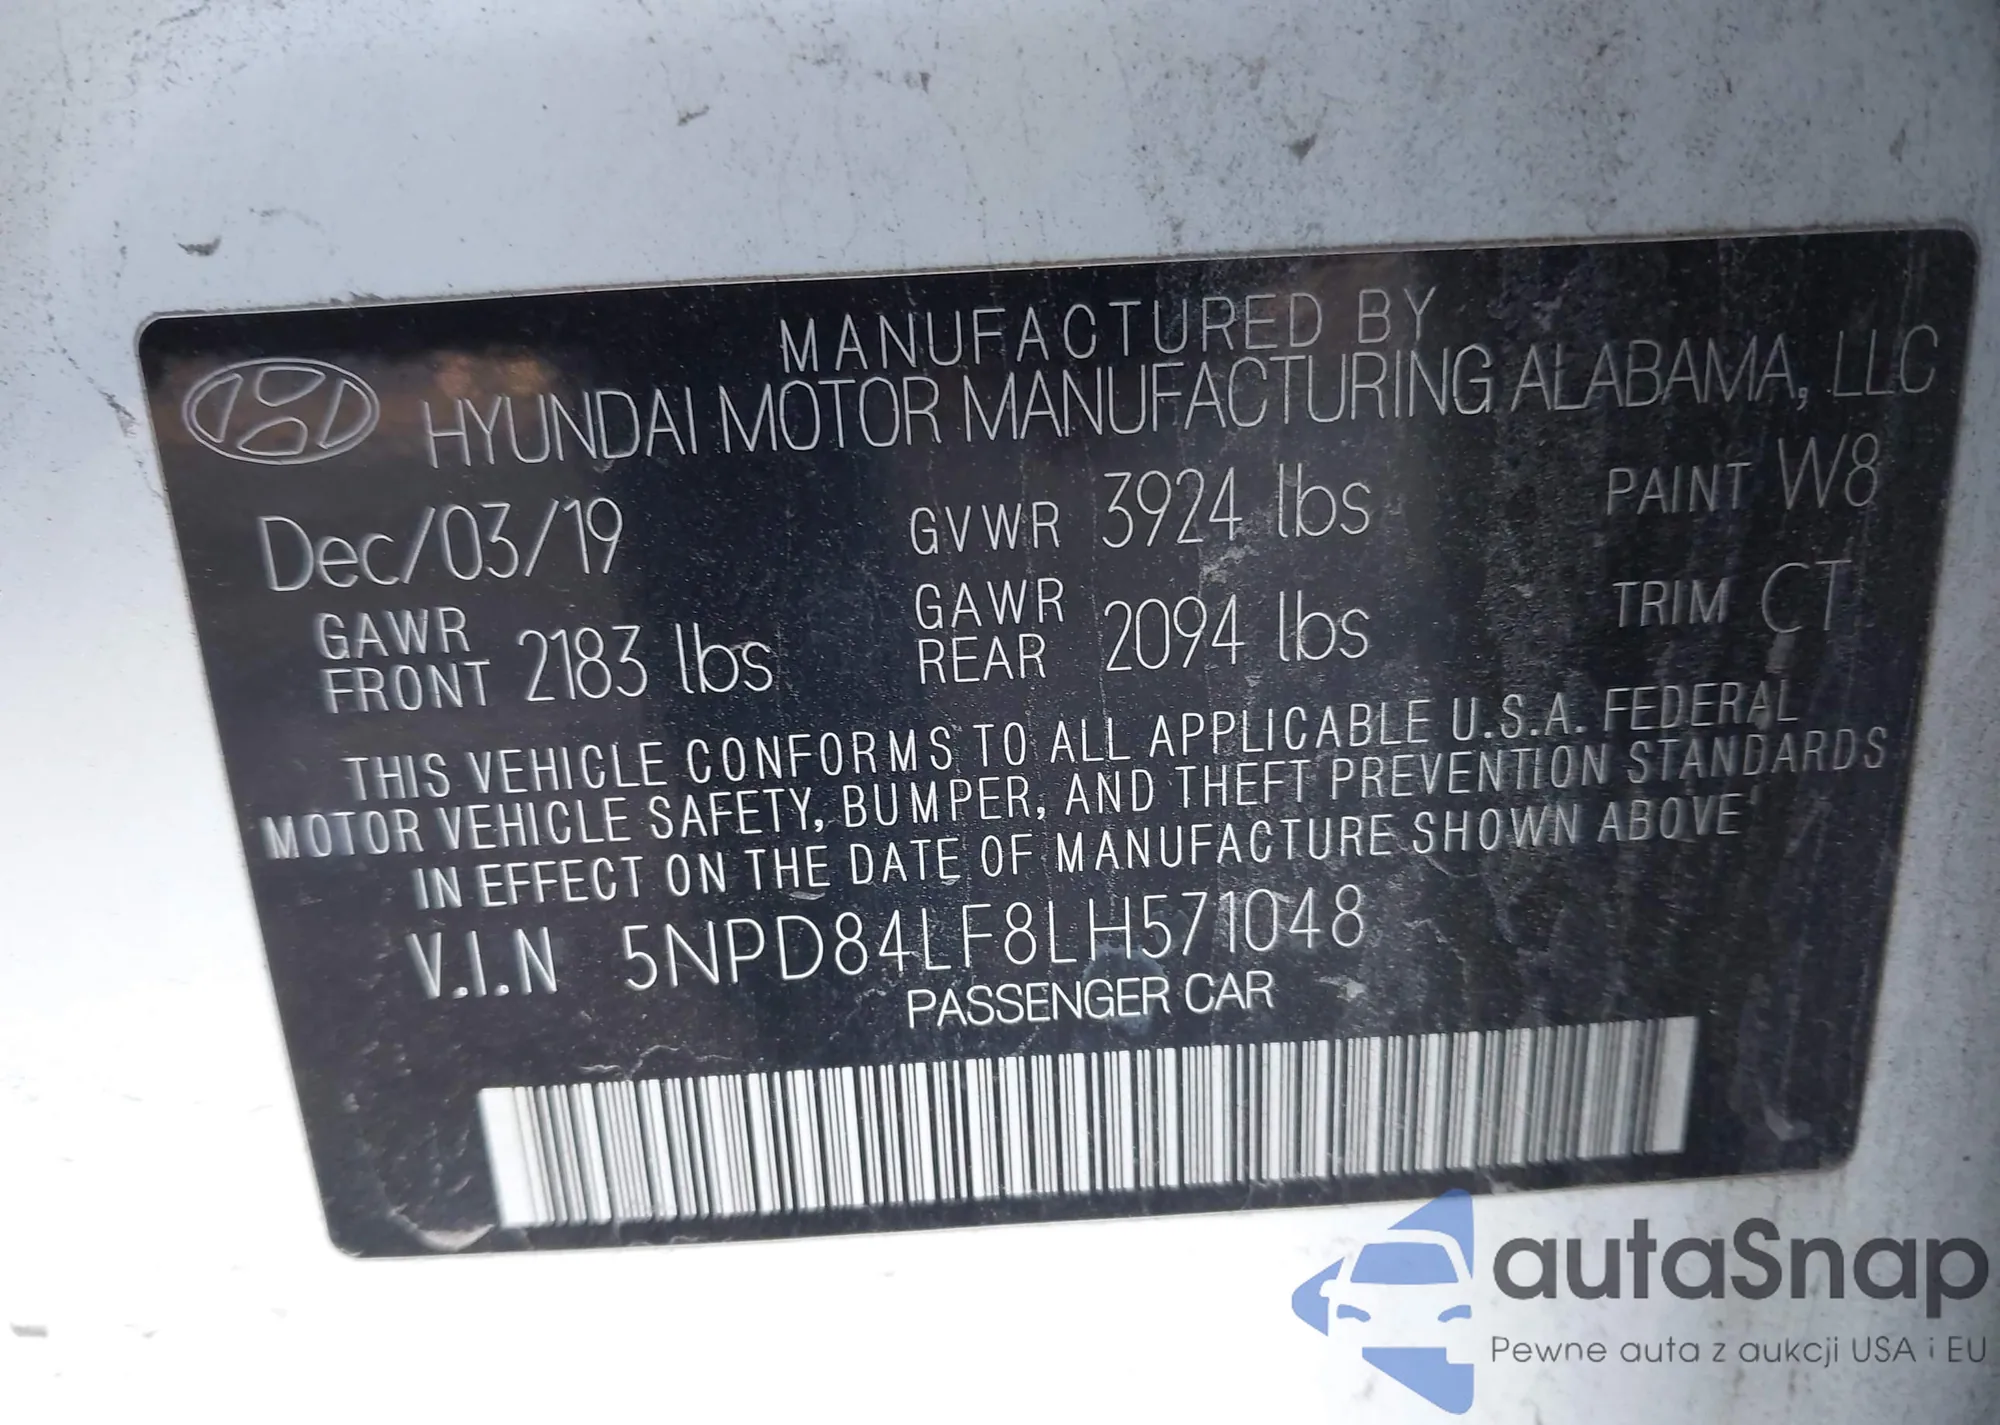 MANUFACTURED BY
HYUNDAI MOTOR MANUFACTURING ALABAMA, LLC
Dec/03/19 GVWR 3924 lbs PAINT W8
GAWR FRONT 2183 lbs GAWR REAR 2094 lbs TRIM CT
THIS VEHICLE CONFORMS TO ALL APPLICABLE U.S.A. FEDERAL
MOTOR VEHICLE SAFETY, BUMPER, AND THEFT PREVENTION STANDARDS
IN EFFECT ON THE DATE OF MANUFACTURE SHOWN ABOVE
V.I.N 5NPD84LF8LH571048
PASSENGER CAR
autaSnap
Pewne auta z aukcji USA i EU